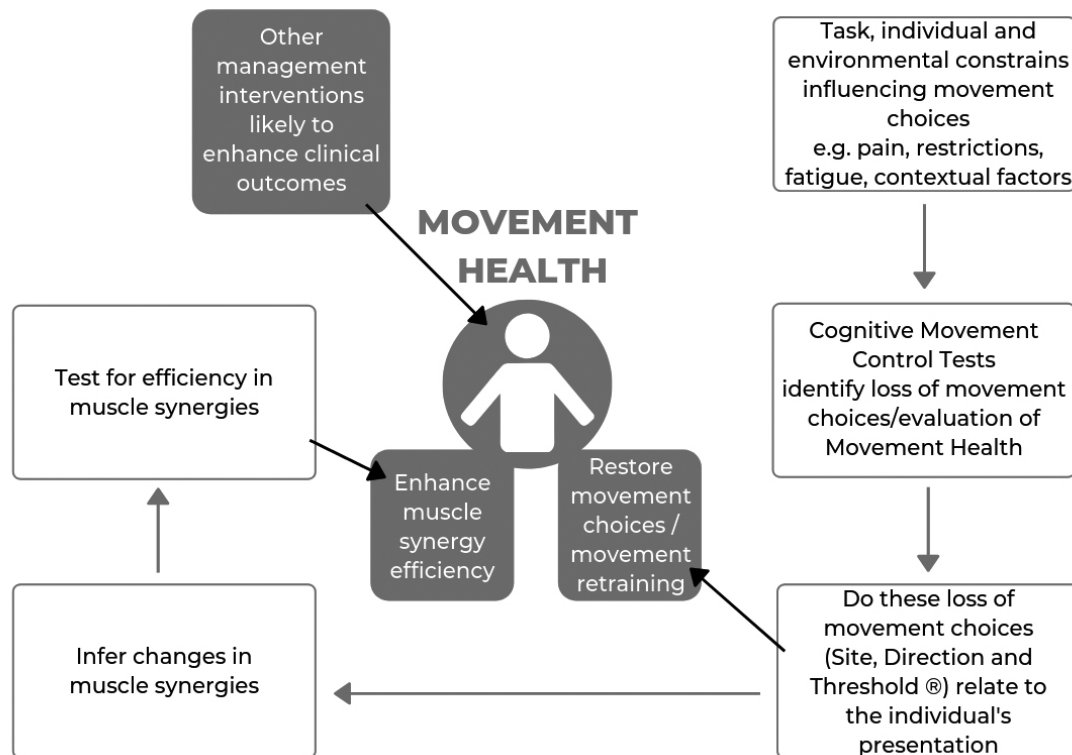 Other
management
interventions
likely to
enhance clinical
outcomes
Task, individual and
environmental constrains
influencing movement
choices
e.g. pain, restrictions,
fatigue, contextual factors
MOVEMENT
HEALTH
Test for efficiency in
muscle synergies
Cognitive Movement
Control Tests
identify loss of movement
choices/evaluation of
Movement Health
Enhance
muscle
synergy
efficiency
Restore
movement
choices /
movement
retraining
Infer changes in
muscle synergies
Do these loss of
movement choices
(Site, Direction and
Threshold ®) relate to
the individual's
presentation